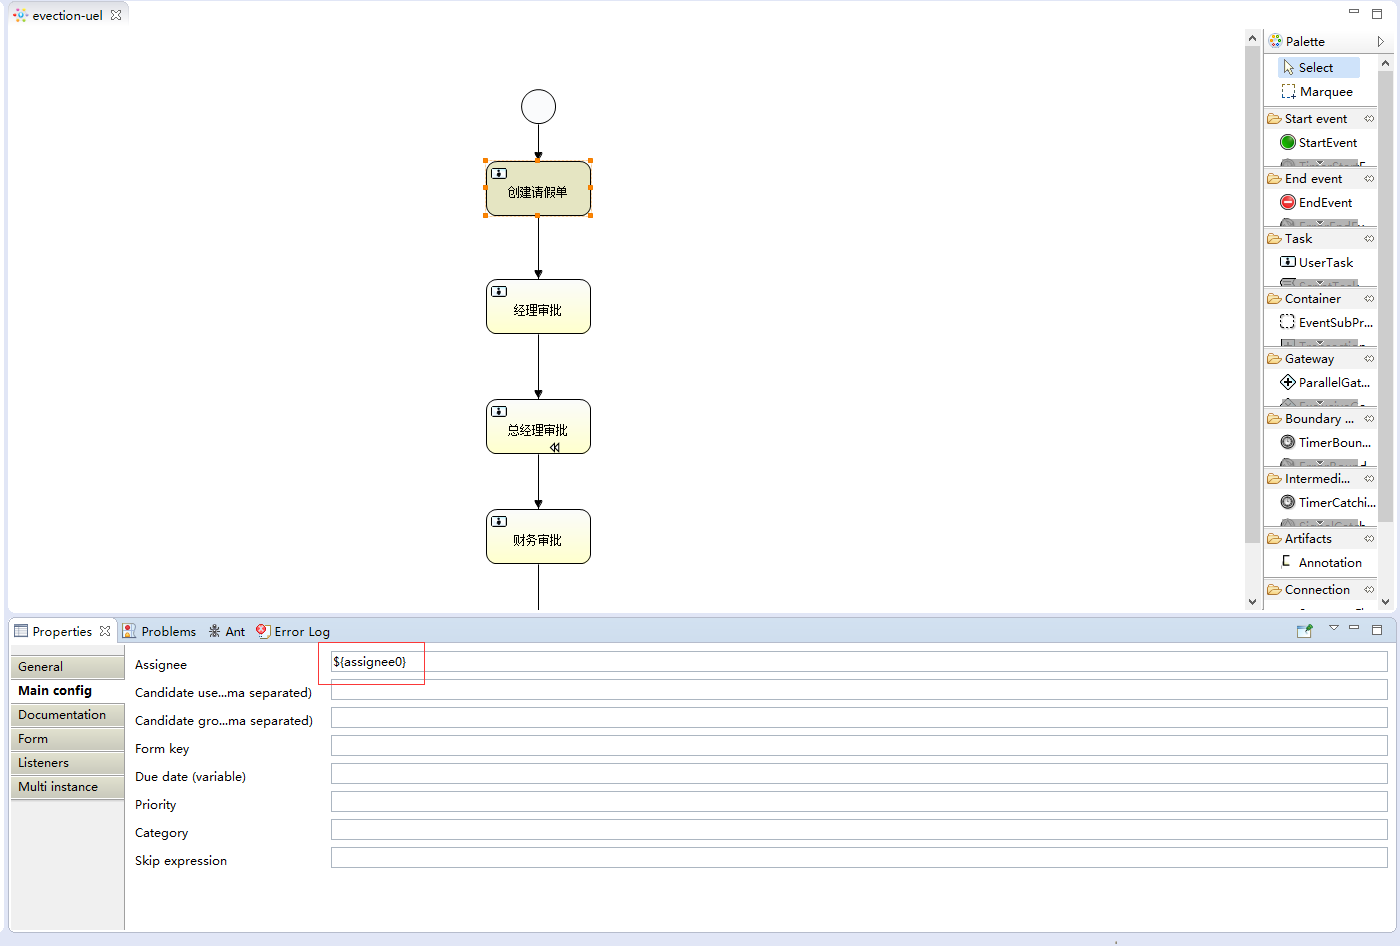 evection-uel
创建请假单
经理审批
总经理审批
财务审批
Palette
Select
Marquee
Start event
StartEvent
End event
EndEvent
Task
UserTask
Container
EventSubPr...
Gateway
ParallelGat...
Boundary ...
TimerBoun...
Intermedi...
TimerCatchi...
Artifacts
Annotation
Connection
Properties
Problems
Ant
Error Log
General
Main config
Documentation
Form
Listeners
Multi instance
Assignee
${assignee0}
Candidate use...ma separated)
Candidate gro...ma separated)
Form key
Due date (variable)
Priority
Category
Skip expression